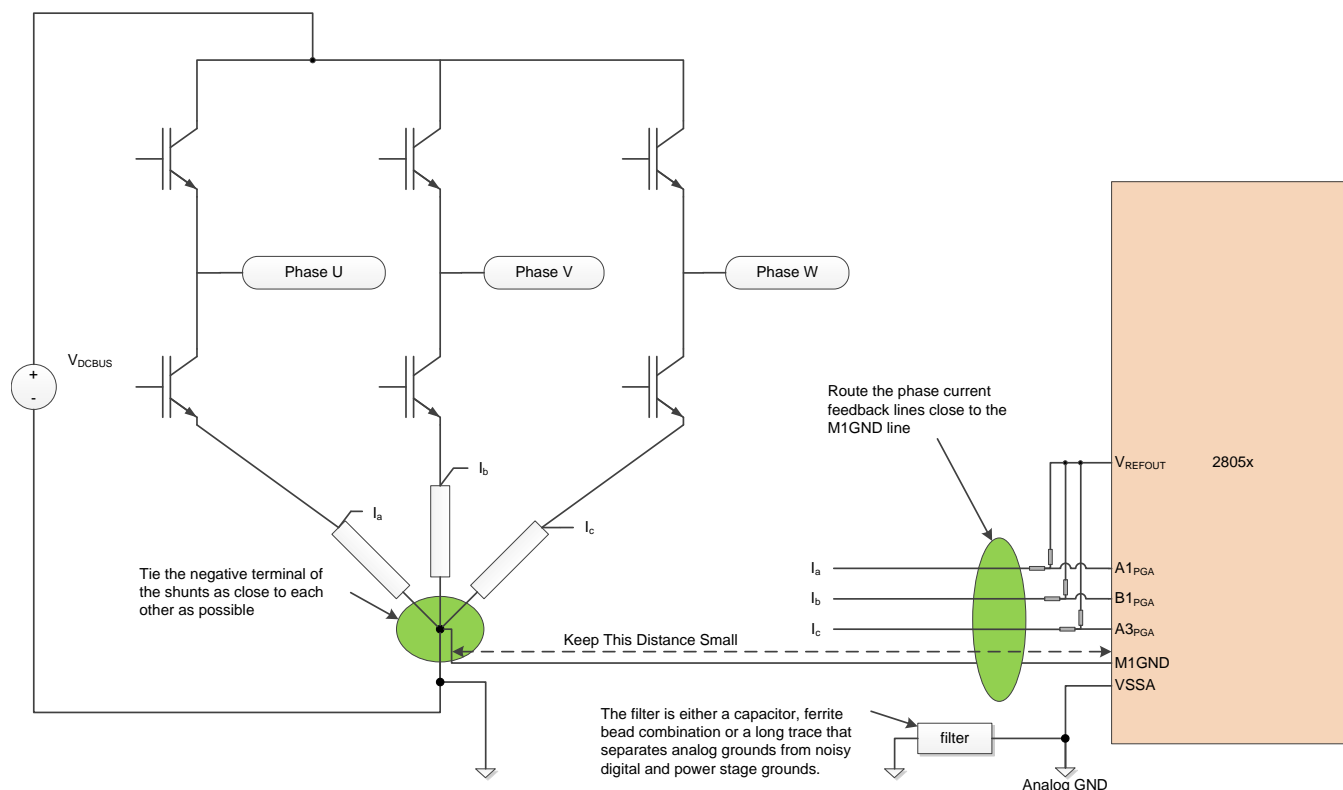 Phase U
Phase V
Phase W
VDCBUS
+
-
Route the phase current
feedback lines close to the
M1GND line
Ib
Ia
Ic
VREFOUT
2805x
Tie the negative terminal of
the shunts as close to each
other as possible
Ia
A1PGA
Ib
B1PGA
Ic
A3PGA
Keep This Distance Small
M1GND
VSSA
The filter is either a capacitor, ferrite
bead combination or a long trace that
separates analog grounds from noisy
digital and power stage grounds.
filter
Analog GND